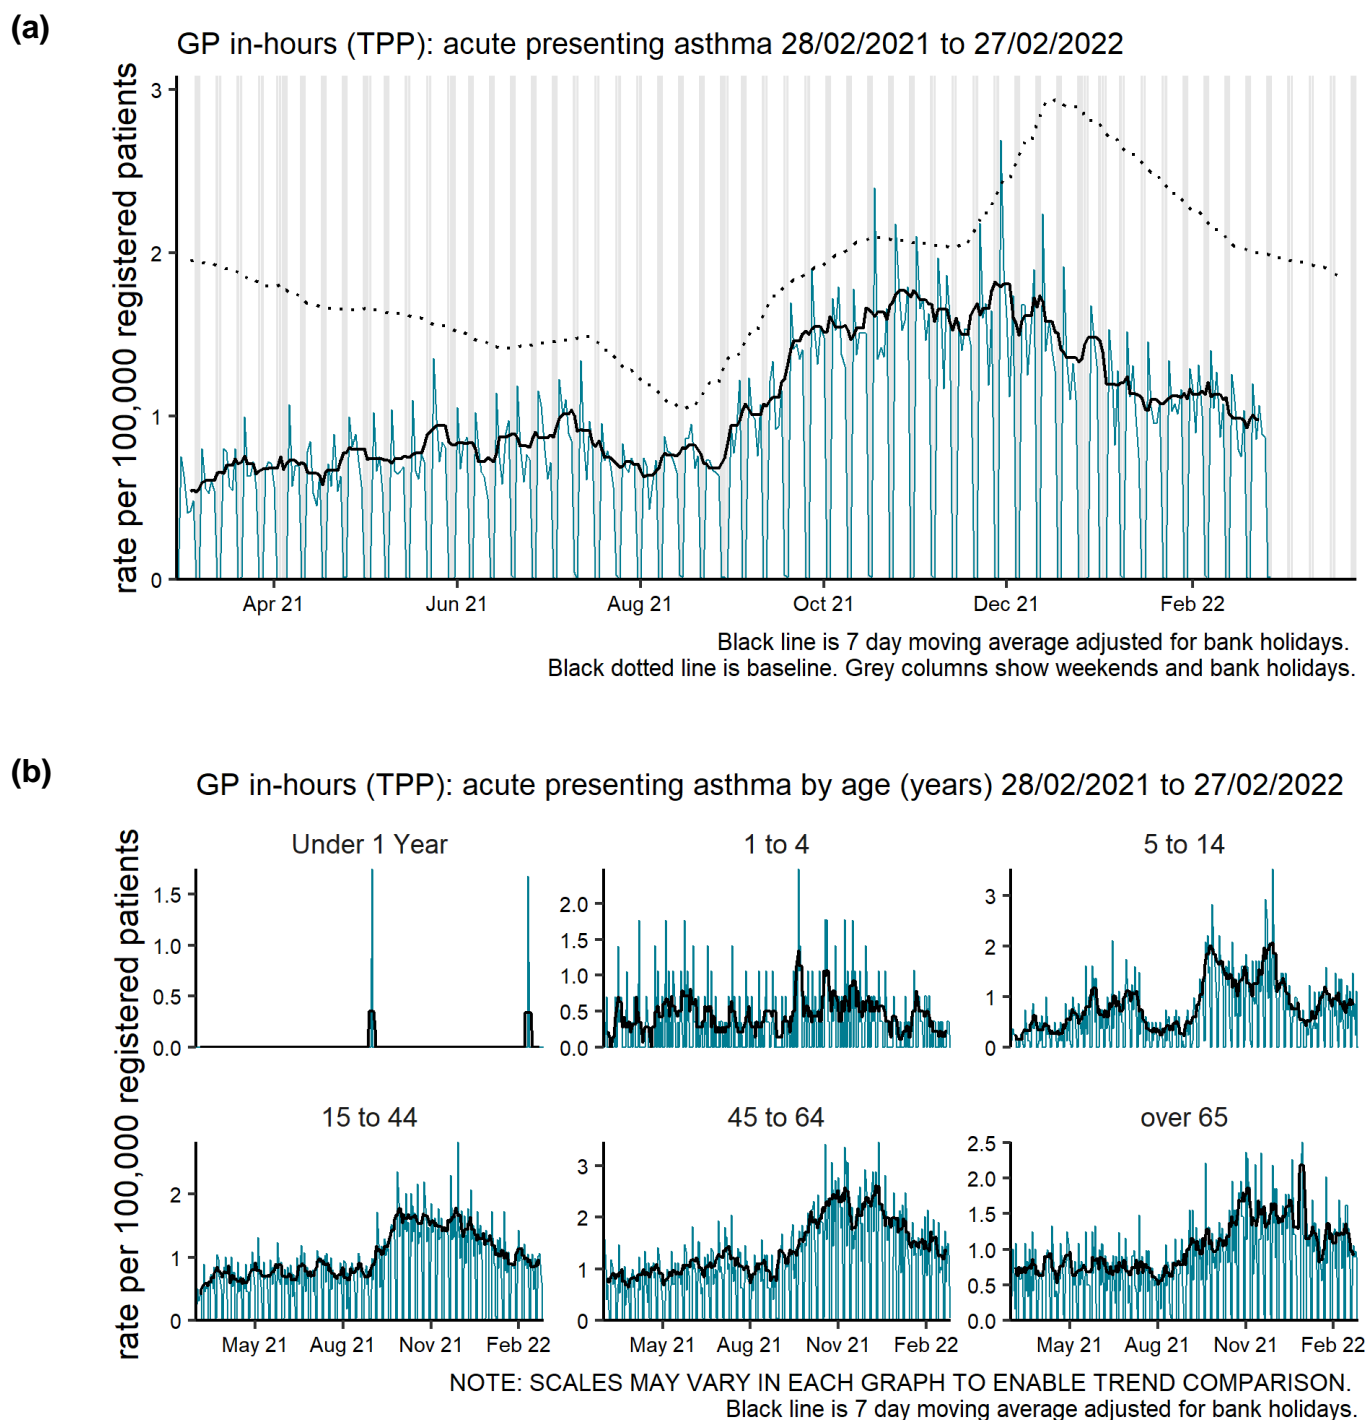 (a)
GP in-hours (TPP): acute presenting asthma 28/02/2021 to 27/02/2022
rate per 100,000 registered patients
3
2
1
0
Apr 21 Jun 21 Aug 21 Oct 21 Dec 21 Feb 22
Black line is 7 day moving average adjusted for bank holidays.
Black dotted line is baseline. Grey columns show weekends and bank holidays.
(b)
GP in-hours (TPP): acute presenting asthma by age (years) 28/02/2021 to 27/02/2022
rate per 100,000 registered patients
Under 1 Year
1.5
1.0
0.5
0.0
1 to 4
2.0
1.5
1.0
0.5
0.0
5 to 14
3
2
1
0
15 to 44
2
1
0
May 21 Aug 21 Nov 21 Feb 22
45 to 64
3
2
1
0
May 21 Aug 21 Nov 21 Feb 22
over 65
2.5
2.0
1.5
1.0
0.5
0.0
May 21 Aug 21 Nov 21 Feb 22
NOTE: SCALES MAY VARY IN EACH GRAPH TO ENABLE TREND COMPARISON.
Black line is 7 day moving average adjusted for bank holidays.